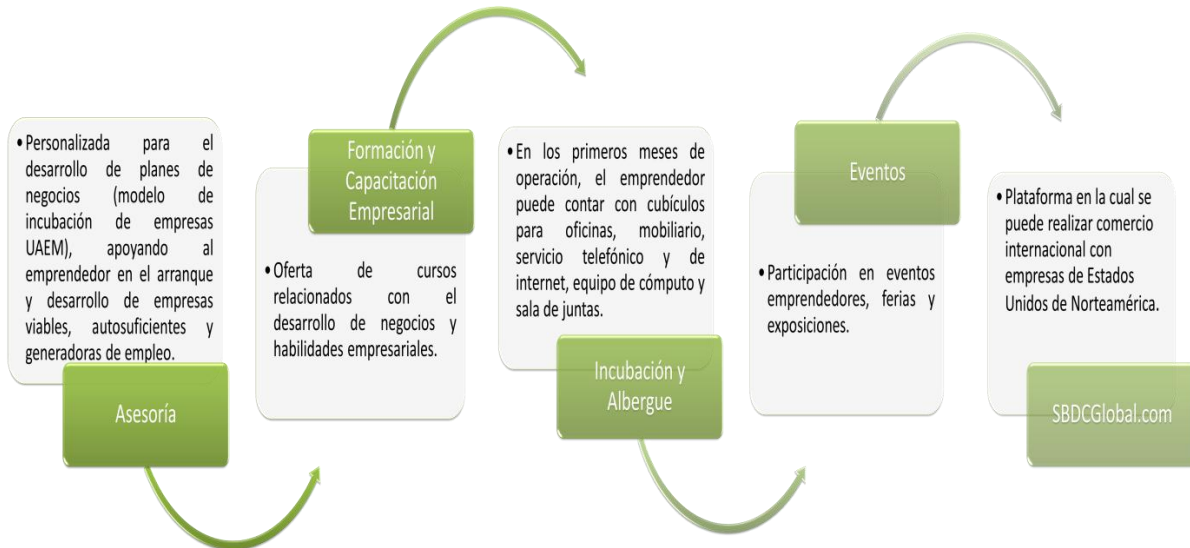 • Personalizada para el
desarrollo de planes de
negocios (modelo de
incubación de empresas
UAEM), apoyando al
emprendedor en el arranque
y desarrollo de empresas
viables, autosuficientes y
generadoras de empleo.
Asesoría
Formación y
Capacitación
Empresarial
• Oferta de cursos
relacionados con el
desarrollo de negocios y
habilidades empresariales.
• En los primeros meses de
operación, el emprendedor
puede contar con cubículos
para oficinas, mobiliario,
servicio telefónico y de
internet, equipo de cómputo y
sala de juntas.
Incubación y
Albergue
Eventos
• Participación en eventos
emprendedores, ferias y
exposiciones.
• Plataforma en la cual se
puede realizar comercio
internacional con
empresas de Estados
Unidos de Norteamérica.
SBDCGlobal.com